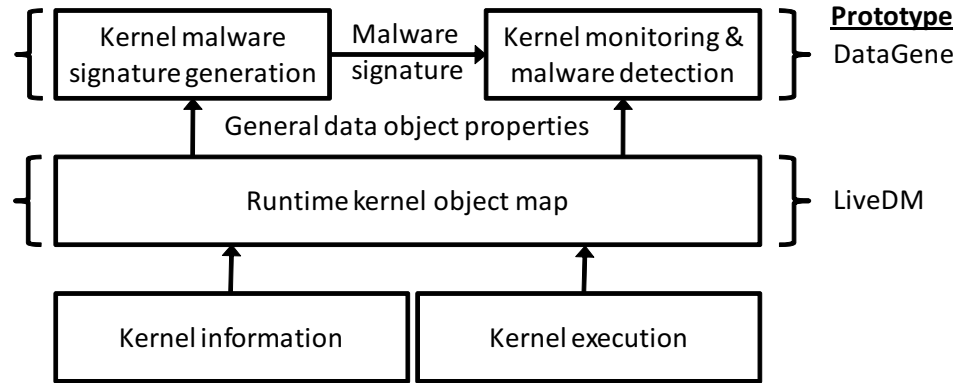 Prototype
Kernel malware
signature generation
Malware
signature
Kernel monitoring &
malware detection
DataGene
General data object properties
Runtime kernel object map
LiveDM
Kernel information
Kernel execution